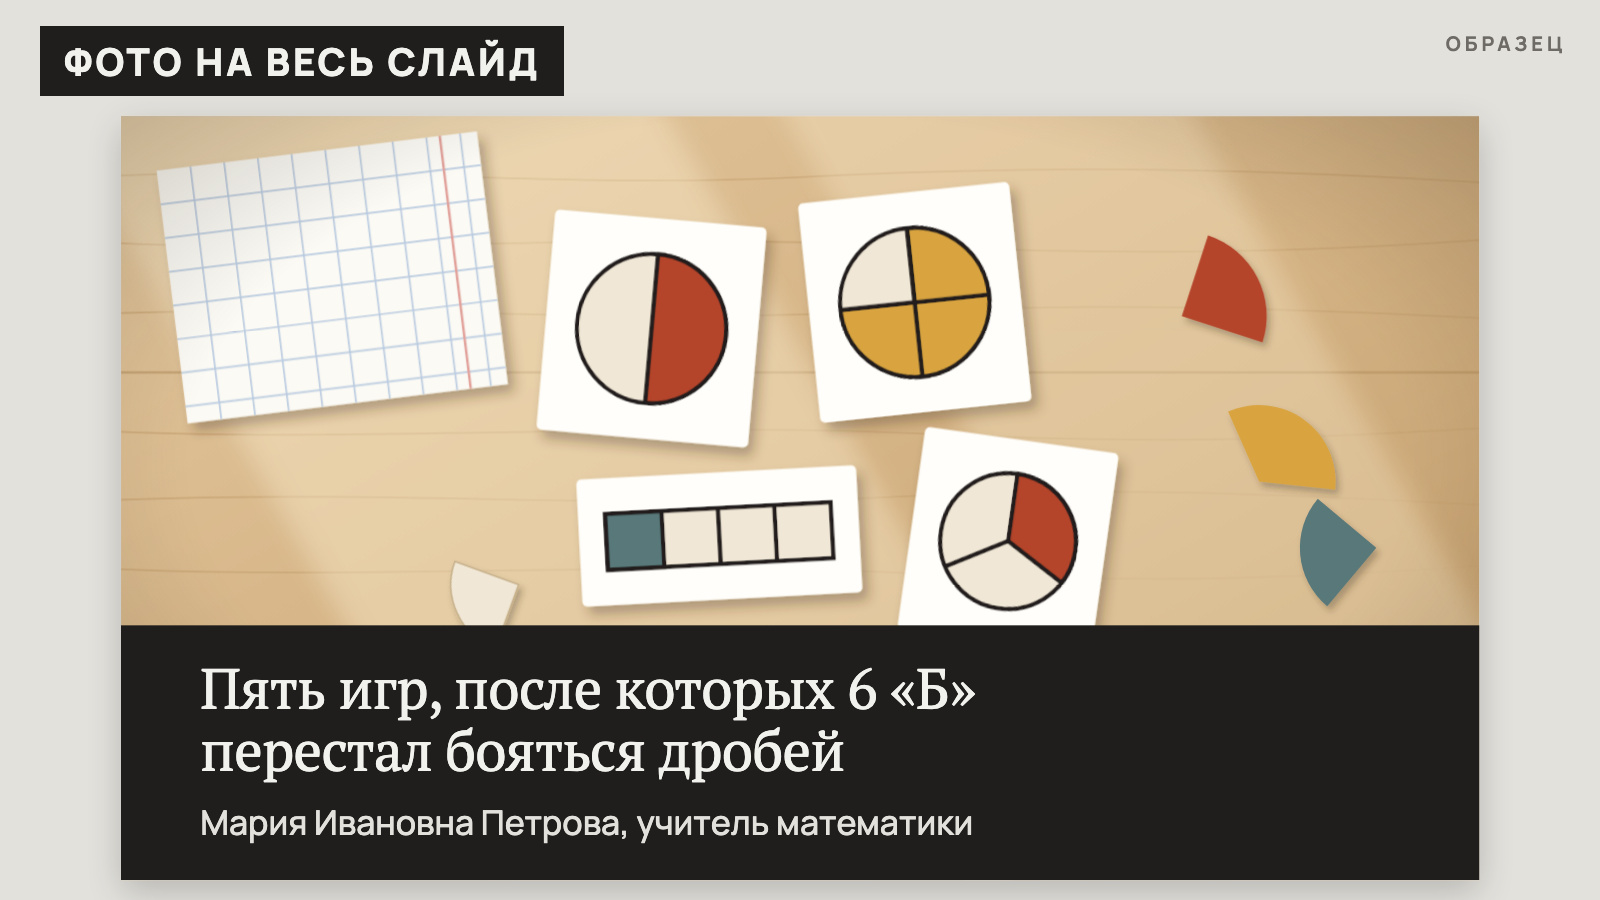 ФОТО НА ВЕСЬ СЛАЙД
ОБРАЗЕЦ
Пять игр, после которых 6 «Б»
перестал бояться дробей
Мария Ивановна Петрова, учитель математики